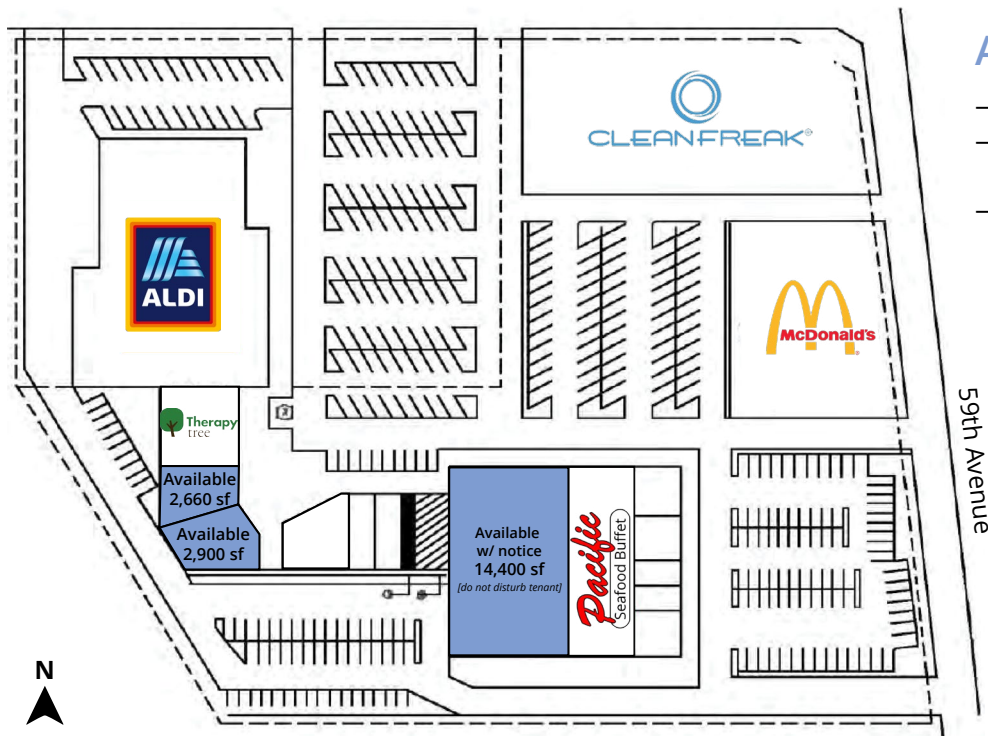 A
CLEANFREAK®
ALDI
McDonald's
Therapy
tree
Available
2,660 sf
Available
2,900 sf
Available
w/ notice
14,400 sf
[do not disturb tenant]
Pacific
Seafood Buffet
59th Avenue
N